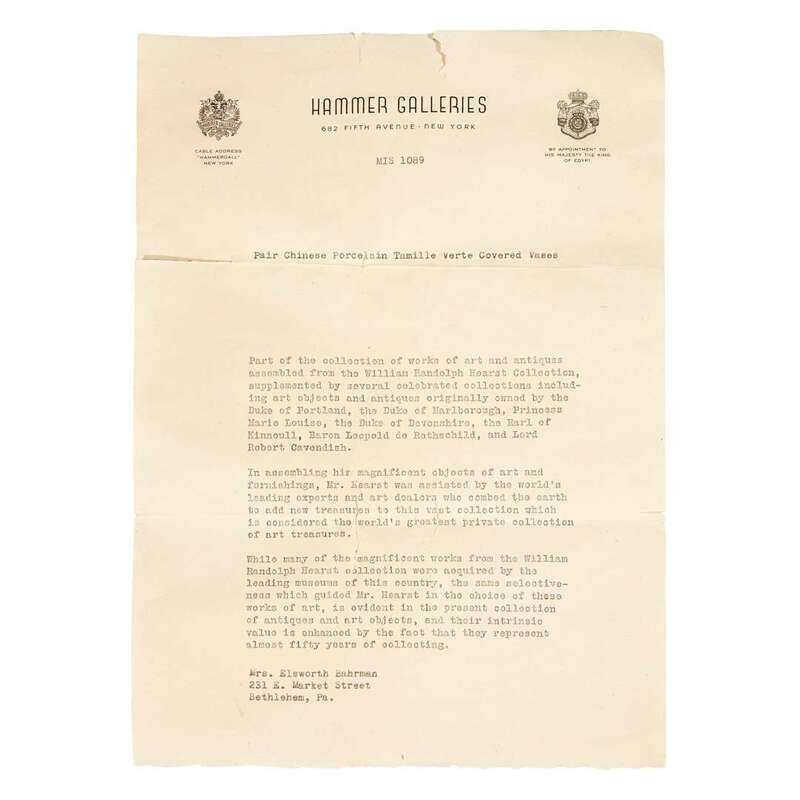 HAMMER GALLERIES
682 FIFTH AVENUE · NEW YORK
CABLE ADDRESS
"HAMMERGALL"
NEW YORK
BY APPOINTMENT TO
HIS MAJESTY THE KING
OF EGYPT
MIS 1089
Pair Chinese Porcelain Tamille Verte Covered Vases
Part of the collection of works of art and antiques
assembled from the William Randolph Hearst Collection,
supplemented by several celebrated collections includ-
ing art objects and antiques originally owned by the
Duke of Portland, the Duke of Marlborough, Princess
Marie Louise, the Duke of Devonshire, the Earl of
Kinnoull, Baron Leopold de Rothschild, and Lord
Robert Cavendish.
In assembling his magnificent objects of art and
furnishings, Mr. Hearst was assisted by the world's
leading experts and art dealers who combed the earth
to add new treasures to this vast collection which
is considered the world's greatest private collection
of art treasures.
While many of the magnificent works from the William
Randolph Hearst collection were acquired by the
leading museums of this country, the same selective-
ness which guided Mr. Hearst in the choice of these
works of art, is evident in the present collection
of antiques and art objects, and their intrinsic
value is enhanced by the fact that they represent
almost fifty years of collecting.
Mrs. Elsworth Bahrman
231 E. Market Street
Bethlehem, Pa.